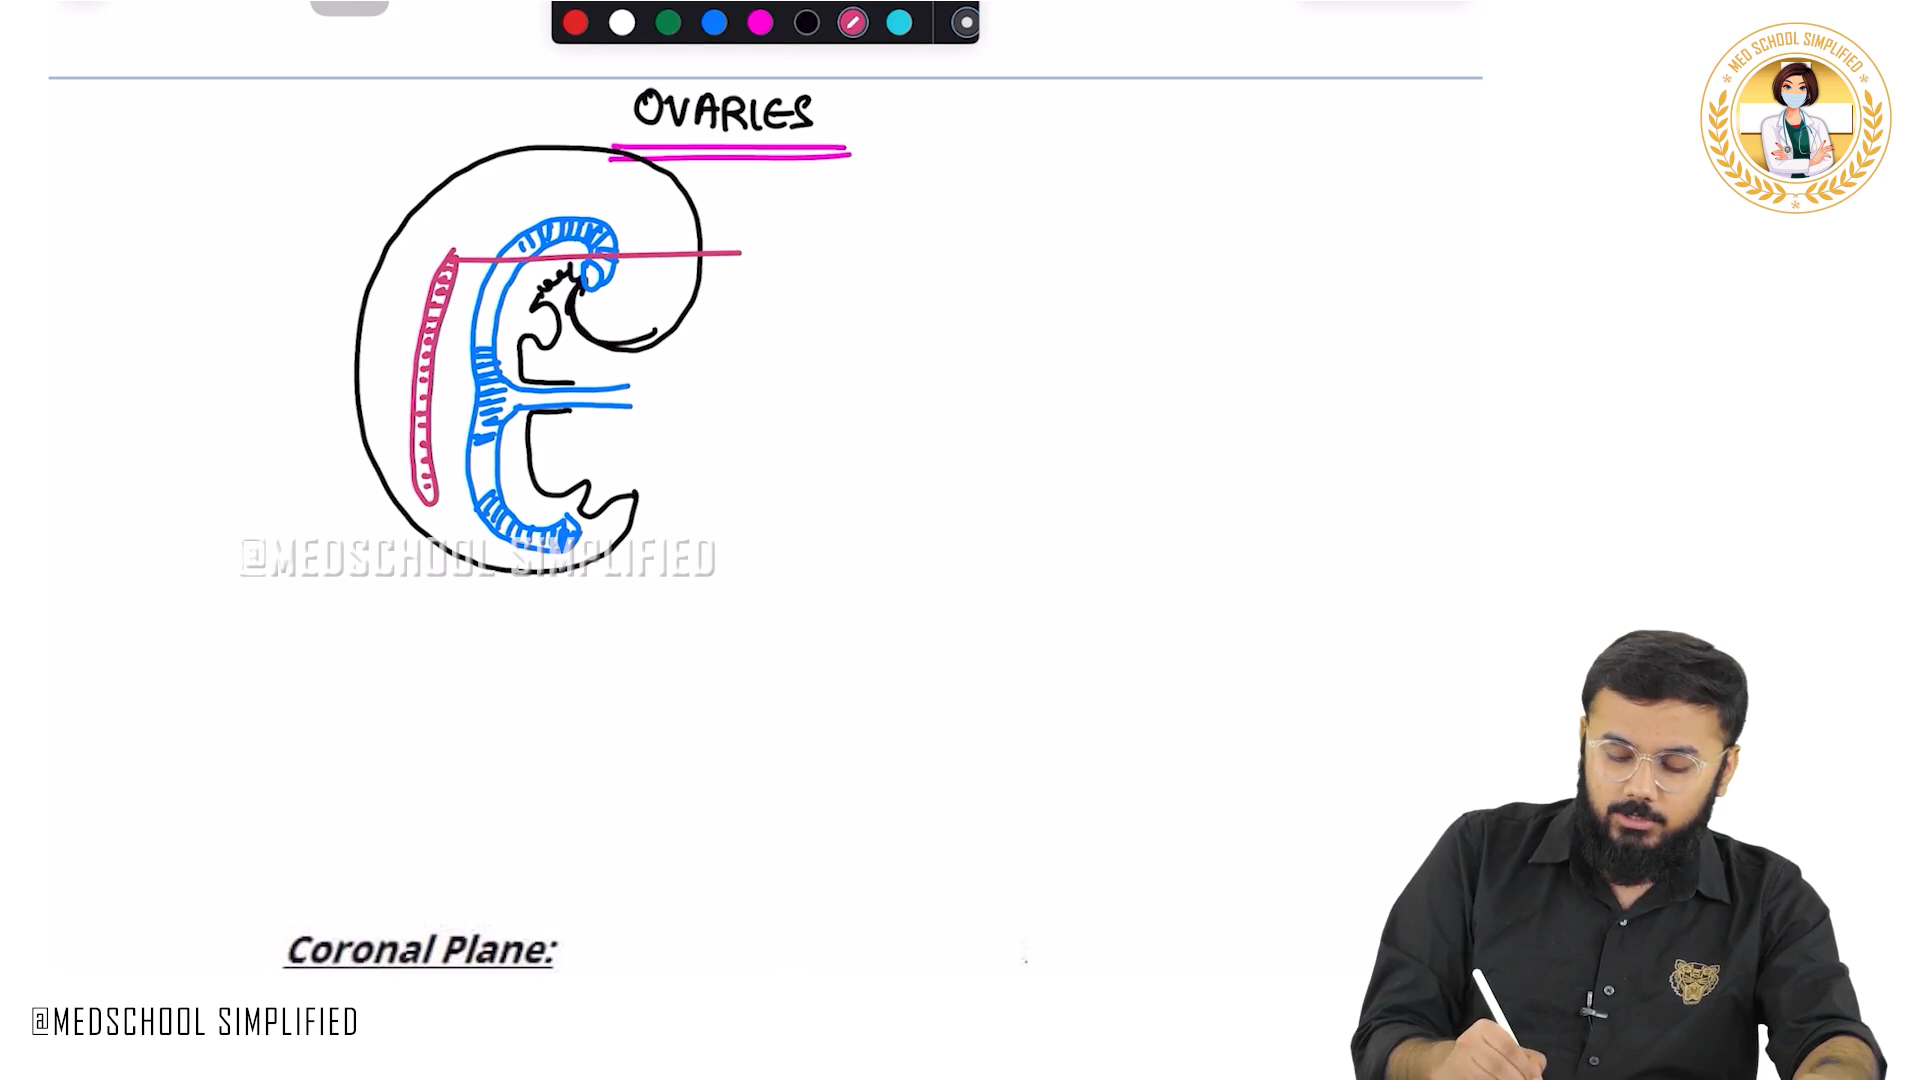 MED SCHOOL SIMPLIFIED
OVARIES
@MEDSCHOOL SIMPLIFIED
Coronal Plane:
@MEDSCHOOL SIMPLIFIED